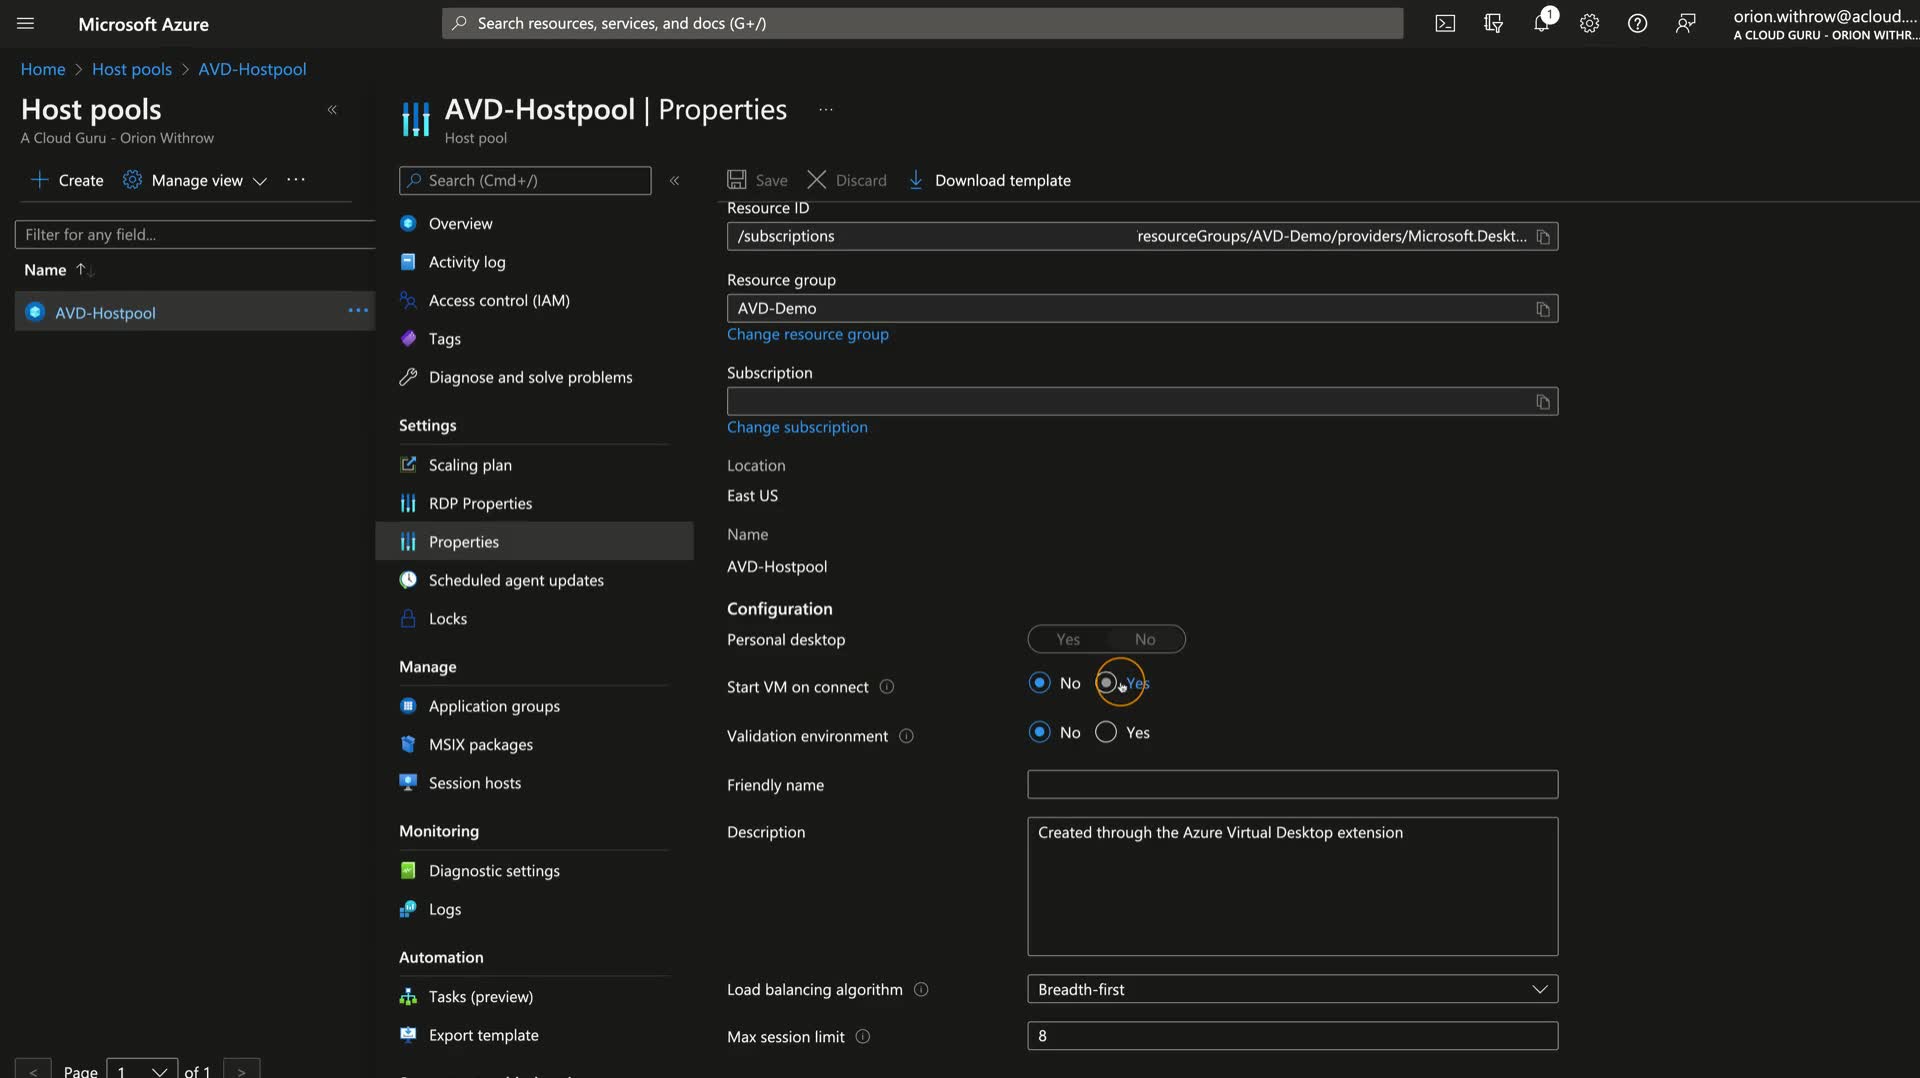 Microsoft Azure
Search resources, services, and docs (G+/)
1
orion.withrow@acloud....
A CLOUD GURU - ORION WITHR...
Home > Host pools > AVD-Hostpool
Host pools
A Cloud Guru - Orion Withrow
Create
Manage view
Filter for any field...
Name
AVD-Hostpool
Page 1 of 1
AVD-Hostpool | Properties
Host pool
Search (Cmd+/)
Overview
Activity log
Access control (IAM)
Tags
Diagnose and solve problems
Settings
Scaling plan
RDP Properties
Properties
Scheduled agent updates
Locks
Manage
Application groups
MSIX packages
Session hosts
Monitoring
Diagnostic settings
Logs
Automation
Tasks (preview)
Export template
Save
Discard
Download template
Resource ID
/subscriptions resourceGroups/AVD-Demo/providers/Microsoft.Deskt...
Resource group
AVD-Demo
Change resource group
Subscription
Change subscription
Location
East US
Name
AVD-Hostpool
Configuration
Personal desktop Yes No
Start VM on connect No Yes
Validation environment No Yes
Friendly name
Description
Created through the Azure Virtual Desktop extension
Load balancing algorithm Breadth-first
Max session limit 8